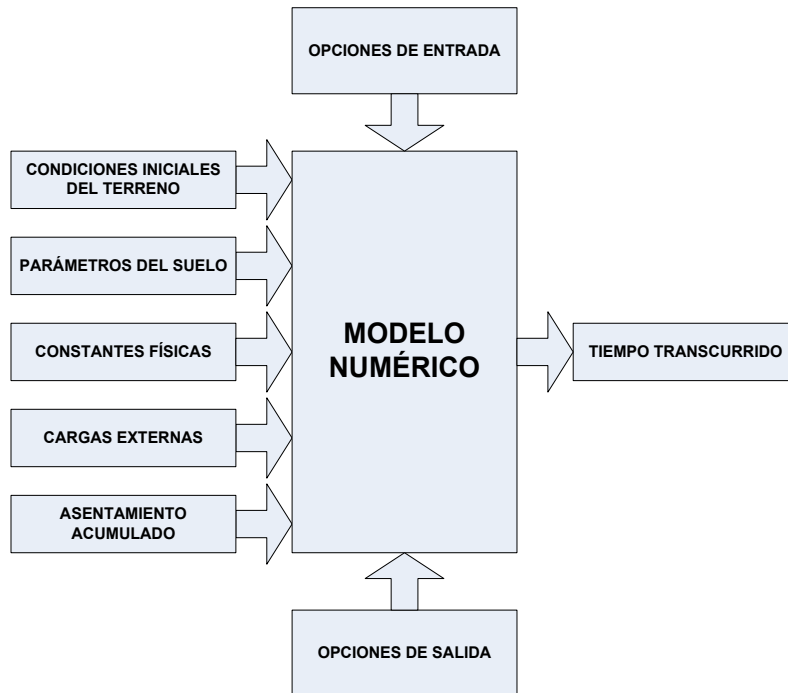 OPCIONES DE ENTRADA
CONDICIONES INICIALES
DEL TERRENO
PARÁMETROS DEL SUELO
CONSTANTES FÍSICAS
CARGAS EXTERNAS
ASENTAMIENTO
ACUMULADO
MODELO
NUMÉRICO
TIEMPO TRANSCURRIDO
OPCIONES DE SALIDA